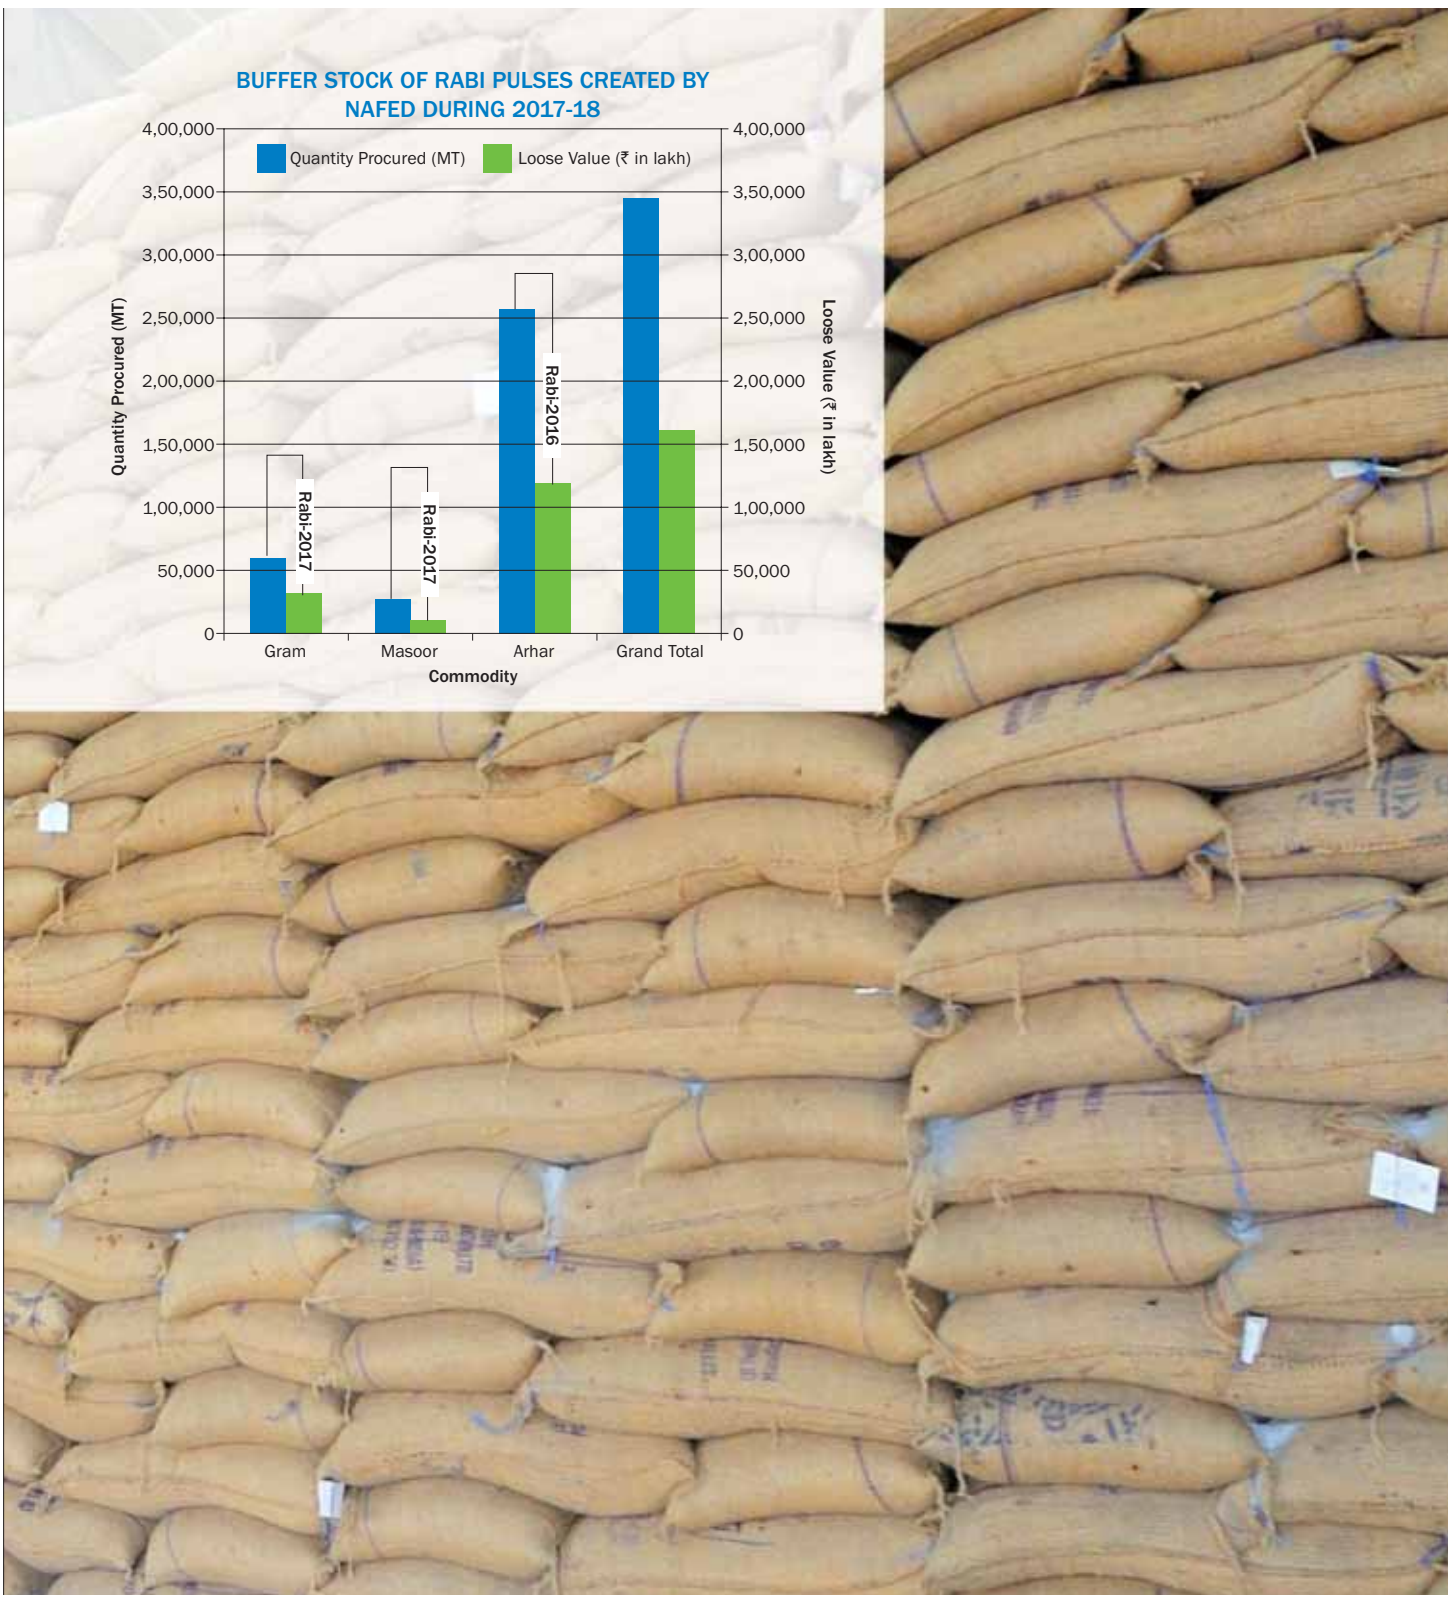 BUFFER STOCK OF RABI PULSES CREATED BY
NAFED DURING 2017-18
Quantity Procured (MT)
Loose Value (₹ in lakh)
4,00,000
3,50,000
3,00,000
2,50,000
2,00,000
1,50,000
1,00,000
50,000
0
Quantity Procured (MT)
Rabi-2017
Rabi-2017
Rabi-2016
4,00,000
3,50,000
3,00,000
2,50,000
2,00,000
1,50,000
1,00,000
50,000
0
Loose Value (₹ in lakh)
Gram
Masoor
Arhar
Grand Total
Commodity